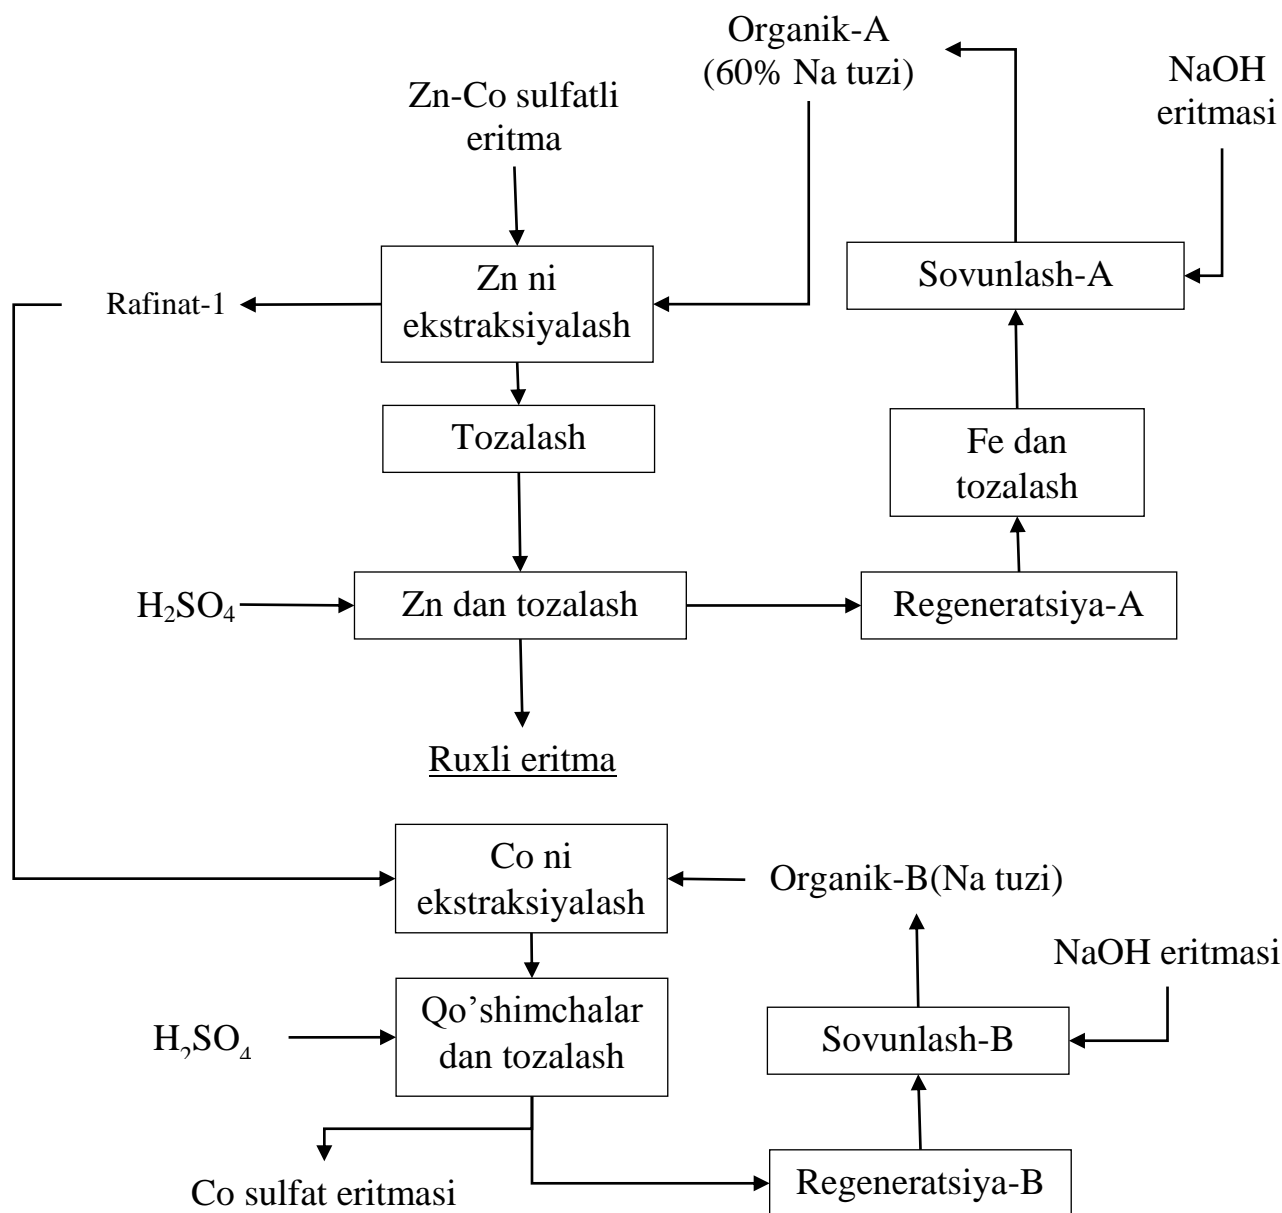 Organik-A
(60% Na tuzi)
NaOH
eritmasi
Zn-Co sulfatli
eritma
Zn ni
ekstraksiyalash
Sovunlash-A
Rafinat-1
Tozalash
Fe dan
tozalash
H₂SO₄
Zn dan tozalash
Regeneratsiya-A
Ruxli eritma
Co ni
ekstraksiyalash
Organik-B(Na tuzi)
NaOH eritmasi
Qo’shimchalar
dan tozalash
H₂SO₄
Sovunlash-B
Co sulfat eritmasi
Regeneratsiya-B